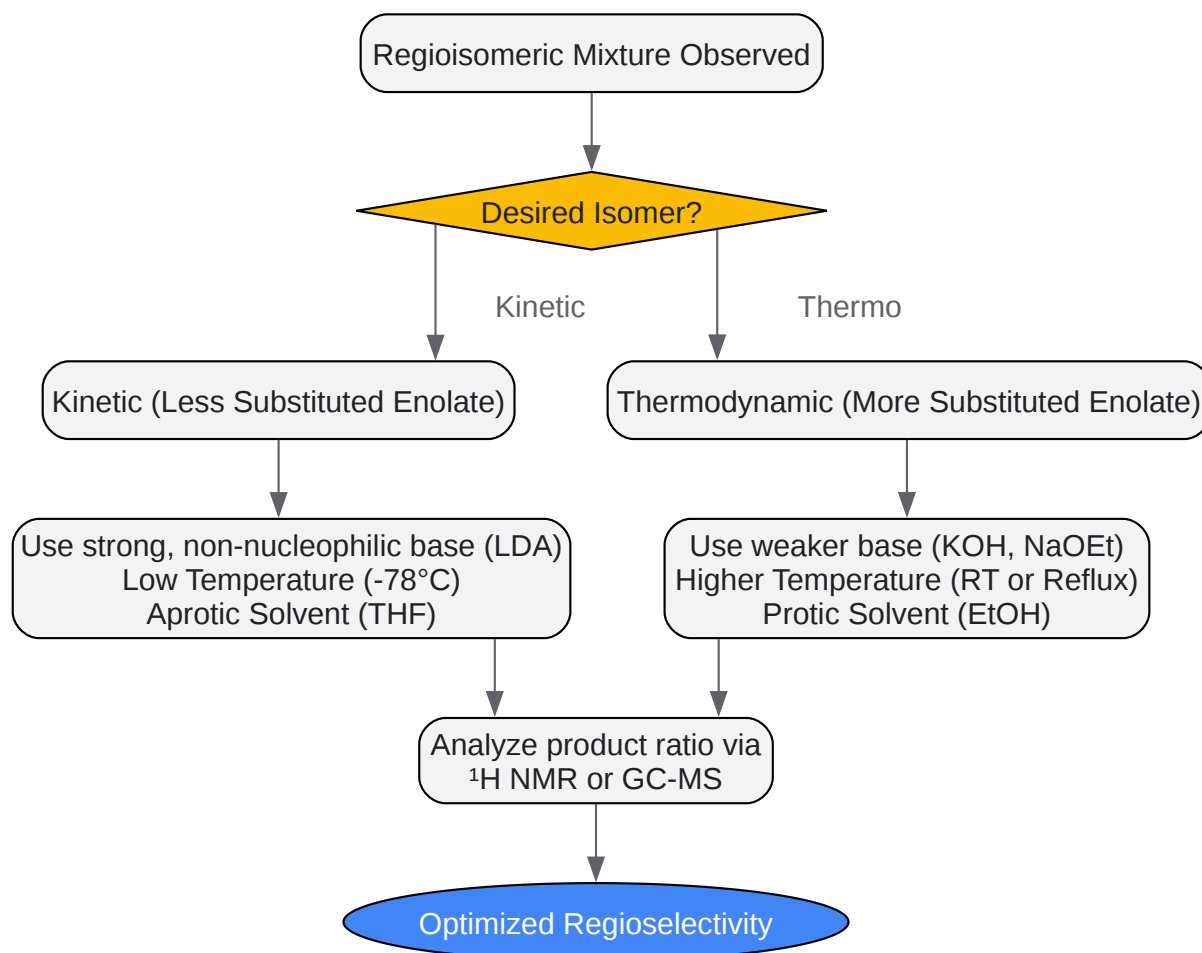 Regioisomeric Mixture Observed
Desired Isomer?
Kinetic
Thermo
Kinetic (Less Substituted Enolate)
Thermodynamic (More Substituted Enolate)
Use strong, non-nucleophilic base (LDA)
Low Temperature (-78°C)
Aprotic Solvent (THF)
Use weaker base (KOH, NaOEt)
Higher Temperature (RT or Reflux)
Protic Solvent (EtOH)
Analyze product ratio via
¹H NMR or GC-MS
Optimized Regioselectivity